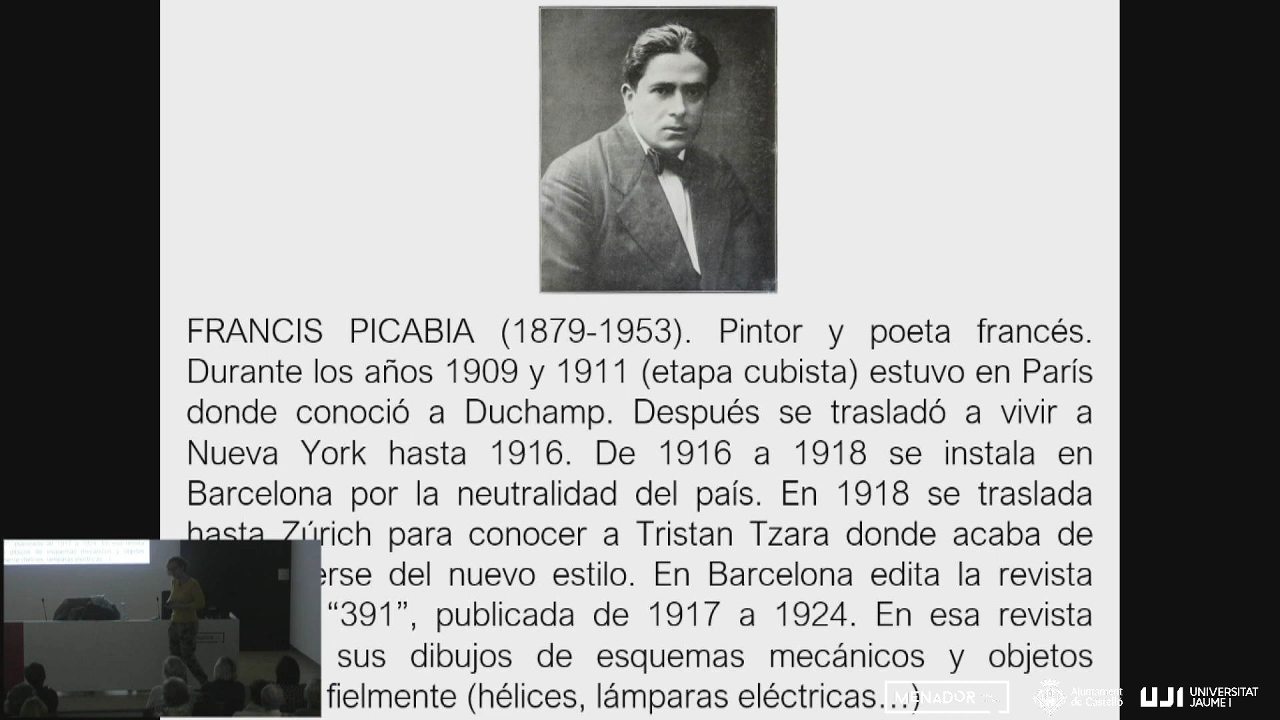 FRANCIS PICABIA (1879-1953). Pintor y poeta francés.
Durante los años 1909 y 1911 (etapa cubista) estuvo en París
donde conoció a Duchamp. Después se trasladó a vivir a
Nueva York hasta 1916. De 1916 a 1918 se instala en
Barcelona por la neutralidad del país. En 1918 se traslada
hasta Zúrich para conocer a Tristan Tzara donde acaba de
erse del nuevo estilo. En Barcelona edita la revista
“391”, publicada de 1917 a 1924. En esa revista
sus dibujos de esquemas mecánicos y objetos
fielmente (hélices, lámparas eléctricas...)
MENADOR
Ajuntament
de Castelló
UJI UNIVERSITAT
JAUME I